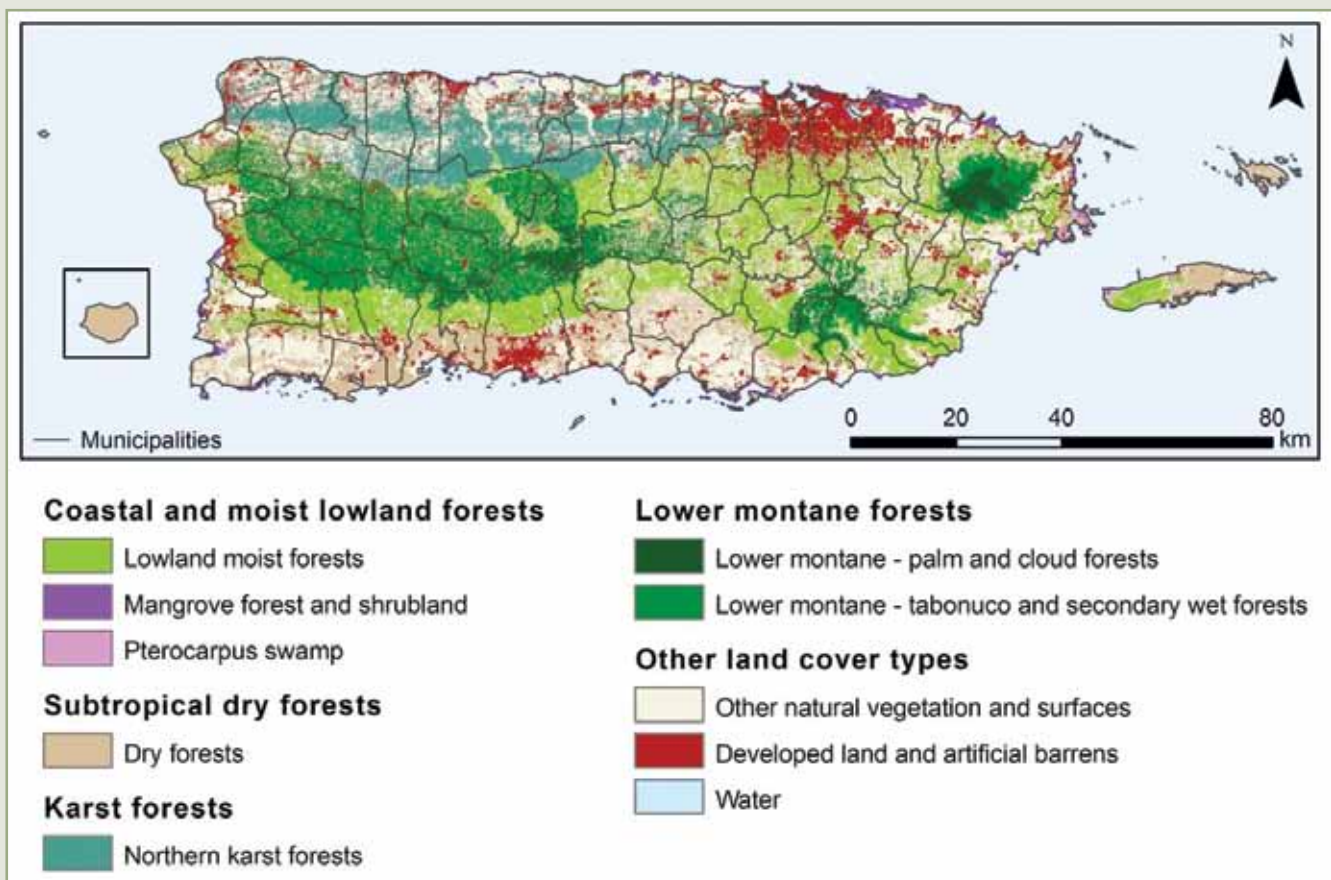 N
Municipalities
0 20 40 80
km
Coastal and moist lowland forests
Lowland moist forests
Mangrove forest and shrubland
Pterocarpus swamp
Subtropical dry forests
Dry forests
Karst forests
Northern karst forests
Lower montane forests
Lower montane - palm and cloud forests
Lower montane - tabonuco and secondary wet forests
Other land cover types
Other natural vegetation and surfaces
Developed land and artificial barrens
Water